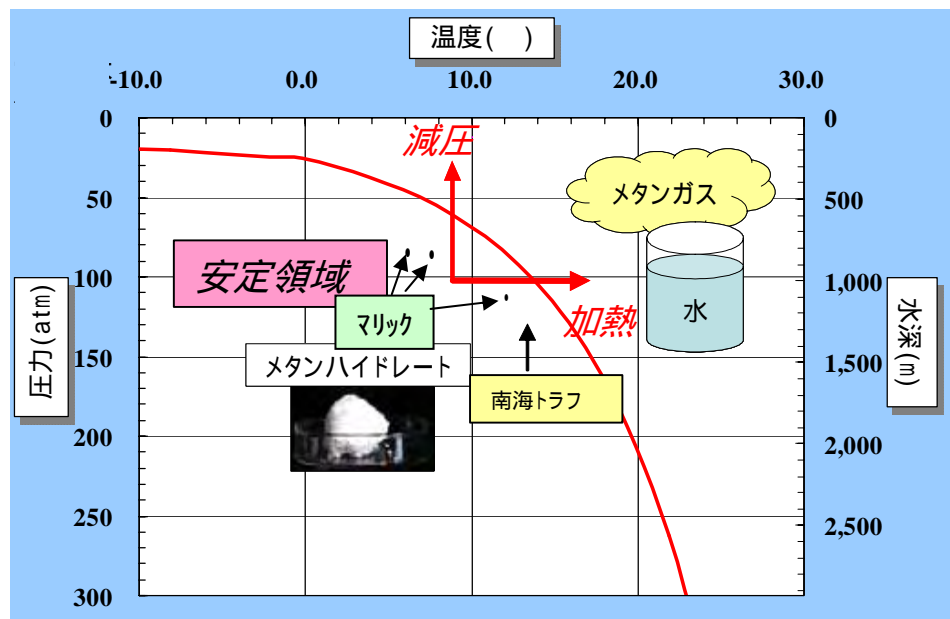 温度( )
-10.0 0.0 10.0 20.0 30.0
0
50
100
150
200
250
300
圧力(atm)
減圧
安定領域
マリック
メタンハイドレート
加熱
南海トラフ
メタンガス
水
0
500
1,000
1,500
2,000
2,500
水深(m)